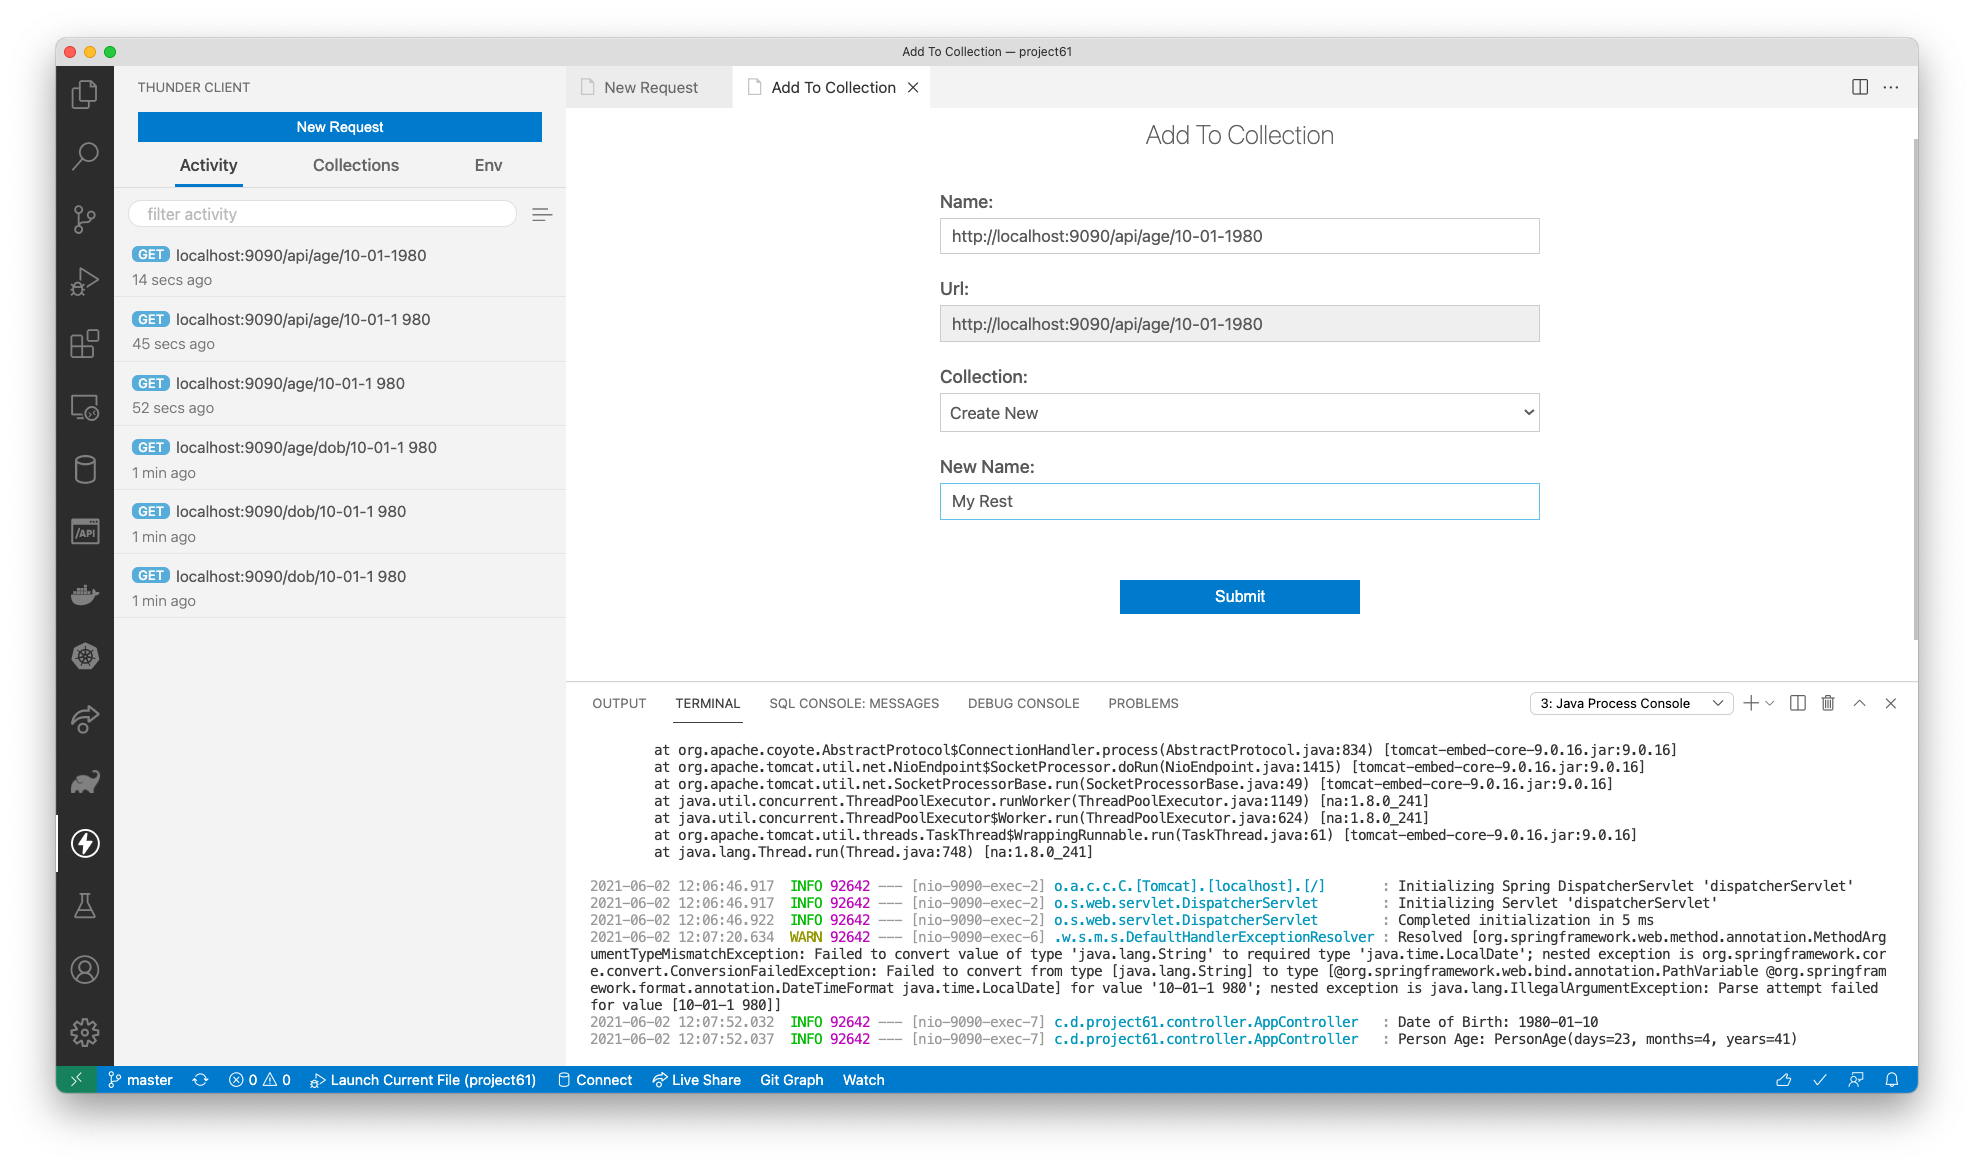 Add To Collection — project61
THUNDER CLIENT
New Request
Activity
Collections
Env
filter activity
GET localhost:9090/api/age/10-01-1980
14 secs ago
GET localhost:9090/api/age/10-01-1 980
45 secs ago
GET localhost:9090/age/10-01-1 980
52 secs ago
GET localhost:9090/age/dob/10-01-1 980
1 min ago
GET localhost:9090/dob/10-01-1 980
1 min ago
GET localhost:9090/dob/10-01-1 980
1 min ago
/API
New Request
Add To Collection
Add To Collection
Name:
http://localhost:9090/api/age/10-01-1980
Url:
http://localhost:9090/api/age/10-01-1980
Collection:
Create New
New Name:
My Rest
Submit
OUTPUT
TERMINAL
SQL CONSOLE: MESSAGES
DEBUG CONSOLE
PROBLEMS
3: Java Process Console
at org.apache.coyote.AbstractProtocol$ConnectionHandler.process(AbstractProtocol.java:834) [tomcat-embed-core-9.0.16.jar:9.0.16]
at org.apache.tomcat.util.net.NioEndpoint$SocketProcessor.doRun(NioEndpoint.java:1415) [tomcat-embed-core-9.0.16.jar:9.0.16]
at org.apache.tomcat.util.net.SocketProcessorBase.run(SocketProcessorBase.java:49) [tomcat-embed-core-9.0.16.jar:9.0.16]
at java.util.concurrent.ThreadPoolExecutor.runWorker(ThreadPoolExecutor.java:1149) [na:1.8.0_241]
at java.util.concurrent.ThreadPoolExecutor$Worker.run(ThreadPoolExecutor.java:624) [na:1.8.0_241]
at org.apache.tomcat.util.threads.TaskThread$WrappingRunnable.run(TaskThread.java:61) [tomcat-embed-core-9.0.16.jar:9.0.16]
at java.lang.Thread.run(Thread.java:748) [na:1.8.0_241]
2021-06-02 12:06:46.917 INFO 92642 --- [nio-9090-exec-2] o.a.c.c.C.[Tomcat].[localhost].[/] : Initializing Spring DispatcherServlet 'dispatcherServlet'
2021-06-02 12:06:46.917 INFO 92642 --- [nio-9090-exec-2] o.s.web.servlet.DispatcherServlet : Initializing Servlet 'dispatcherServlet'
2021-06-02 12:06:46.922 INFO 92642 --- [nio-9090-exec-2] o.s.web.servlet.DispatcherServlet : Completed initialization in 5 ms
2021-06-02 12:07:20.634 WARN 92642 --- [nio-9090-exec-6] .w.s.m.s.DefaultHandlerExceptionResolver : Resolved [org.springframework.web.method.annotation.MethodArg
umentTypeMismatchException: Failed to convert value of type 'java.lang.String' to required type 'java.time.LocalDate'; nested exception is org.springframework.cor
e.convert.ConversionFailedException: Failed to convert from type [java.lang.String] to type [@org.springframework.web.bind.annotation.PathVariable @org.springfram
ework.format.annotation.DateTimeFormat java.time.LocalDate] for value '10-01-1 980'; nested exception is java.lang.IllegalArgumentException: Parse attempt failed
for value [10-01-1 980]]
2021-06-02 12:07:52.032 INFO 92642 --- [nio-9090-exec-7] c.d.project61.controller.AppController : Date of Birth: 1980-01-10
2021-06-02 12:07:52.037 INFO 92642 --- [nio-9090-exec-7] c.d.project61.controller.AppController : Person Age: PersonAge(days=23, months=4, years=41)
master
0
0
Launch Current File (project61)
Connect
Live Share
Git Graph
Watch